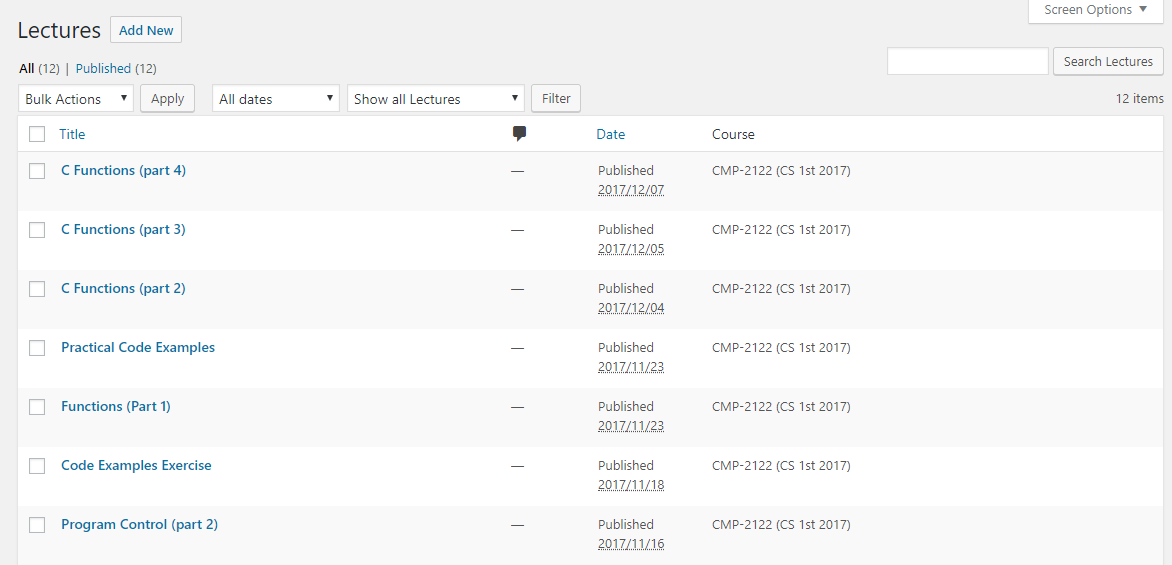 Screen Options
Lectures Add New
All (12) | Published (12)
Search Lectures
Bulk Actions Apply All dates Show all Lectures Filter 12 items
Title Date Course
C Functions (part 4) — Published CMP-2122 (CS 1st 2017)
2017/12/07
C Functions (part 3) — Published CMP-2122 (CS 1st 2017)
2017/12/05
C Functions (part 2) — Published CMP-2122 (CS 1st 2017)
2017/12/04
Practical Code Examples — Published CMP-2122 (CS 1st 2017)
2017/11/23
Functions (Part 1) — Published CMP-2122 (CS 1st 2017)
2017/11/23
Code Examples Exercise — Published CMP-2122 (CS 1st 2017)
2017/11/18
Program Control (part 2) — Published CMP-2122 (CS 1st 2017)
2017/11/16